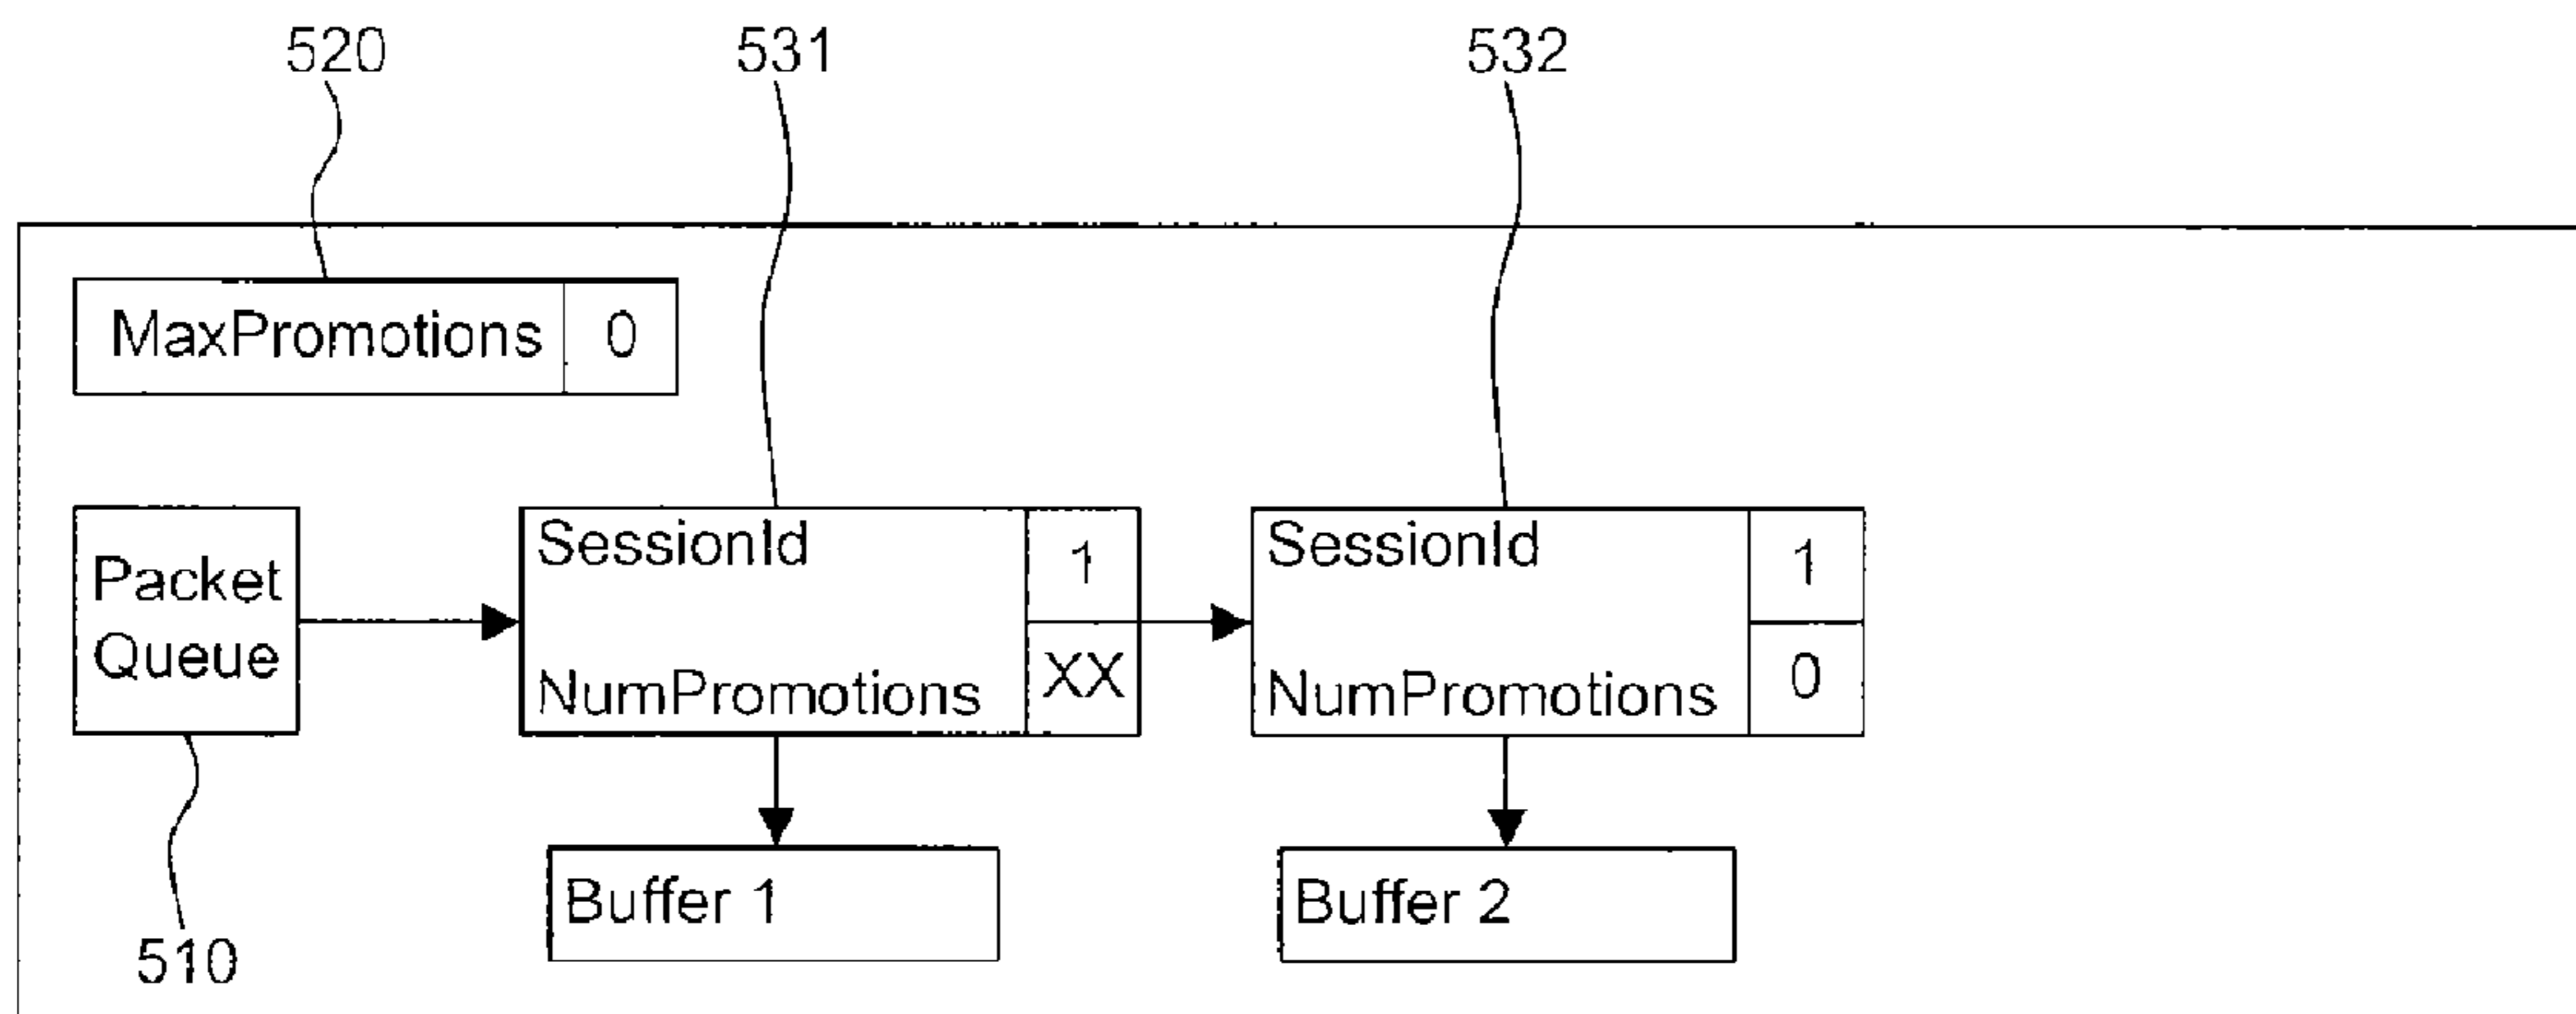 520 531 532
MaxPromotions 0
Packet Queue
SessionId 1
NumPromotions XX
SessionId 1
NumPromotions 0
Buffer 1
Buffer 2
510